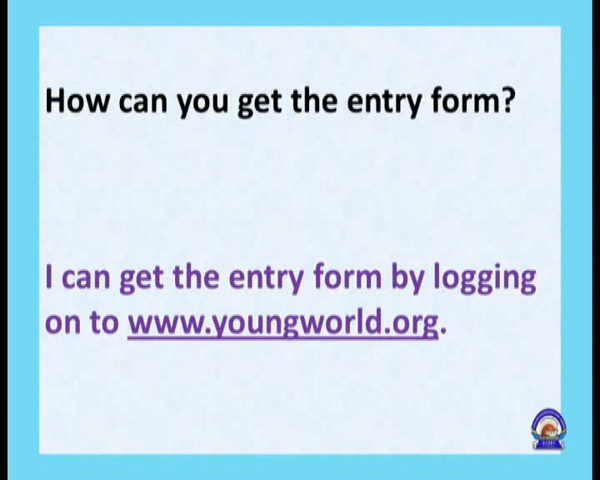 How can you get the entry form?
I can get the entry form by logging
on to www.youngworld.org.